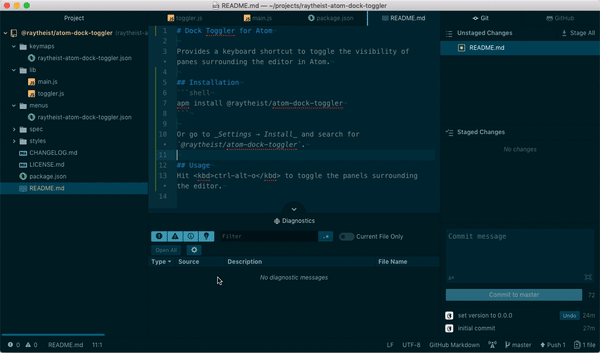 README.md — ~/projects/raytheist/atom-dock-toggler
Project
toggler.js
main.js
package.json
README.md
Git
GitHub
@raytheist/atom-dock-toggler (raytheist-a
keymaps
raytheist-atom-dock-toggler.json
lib
main.js
toggler.js
menus
raytheist-atom-dock-toggler.json
spec
styles
CHANGELOG.md
LICENSE.md
package.json
README.md
1 # Dock Toggler for Atom
2
3 Provides a keyboard shortcut to toggle the visibility of
• panes surrounding the editor in Atom.
4
5 ## Installation
6 ```shell
7 apm install @raytheist/atom-dock-toggler
8 ```
9
10 Or go to _Settings → Install_ and search for
• `@raytheist/atom-dock-toggler`.
11
12 ## Usage
13 Hit <kbd>ctrl-alt-o</kbd> to toggle the panels surrounding
• the editor.
14
Diagnostics
Filter
.*
Current File Only
Open All
Type
Source
Description
File Name
No diagnostic messages
Unstaged Changes
Stage All
README.md
Staged Changes
No changes
Commit message
Commit to master
72
set version to 0.0.0
Undo
24m
initial commit
27m
0
0
README.md
11:1
LF
UTF-8
GitHub Markdown
master
Push 1
1 file